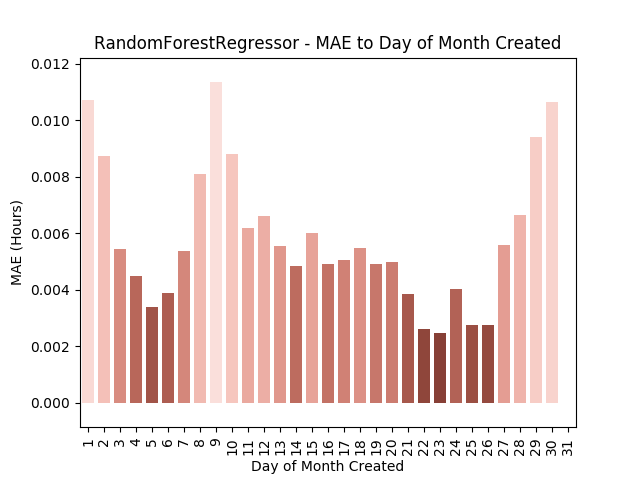 RandomForestRegressor - MAE to Day of Month Created
0.012
0.010
0.008
0.006
0.004
0.002
0.000
MAE (Hours)
1 2 3 4 5 6 7 8 9 10 11 12 13 14 15 16 17 18 19 20 21 22 23 24 25 26 27 28 29 30 31
Day of Month Created